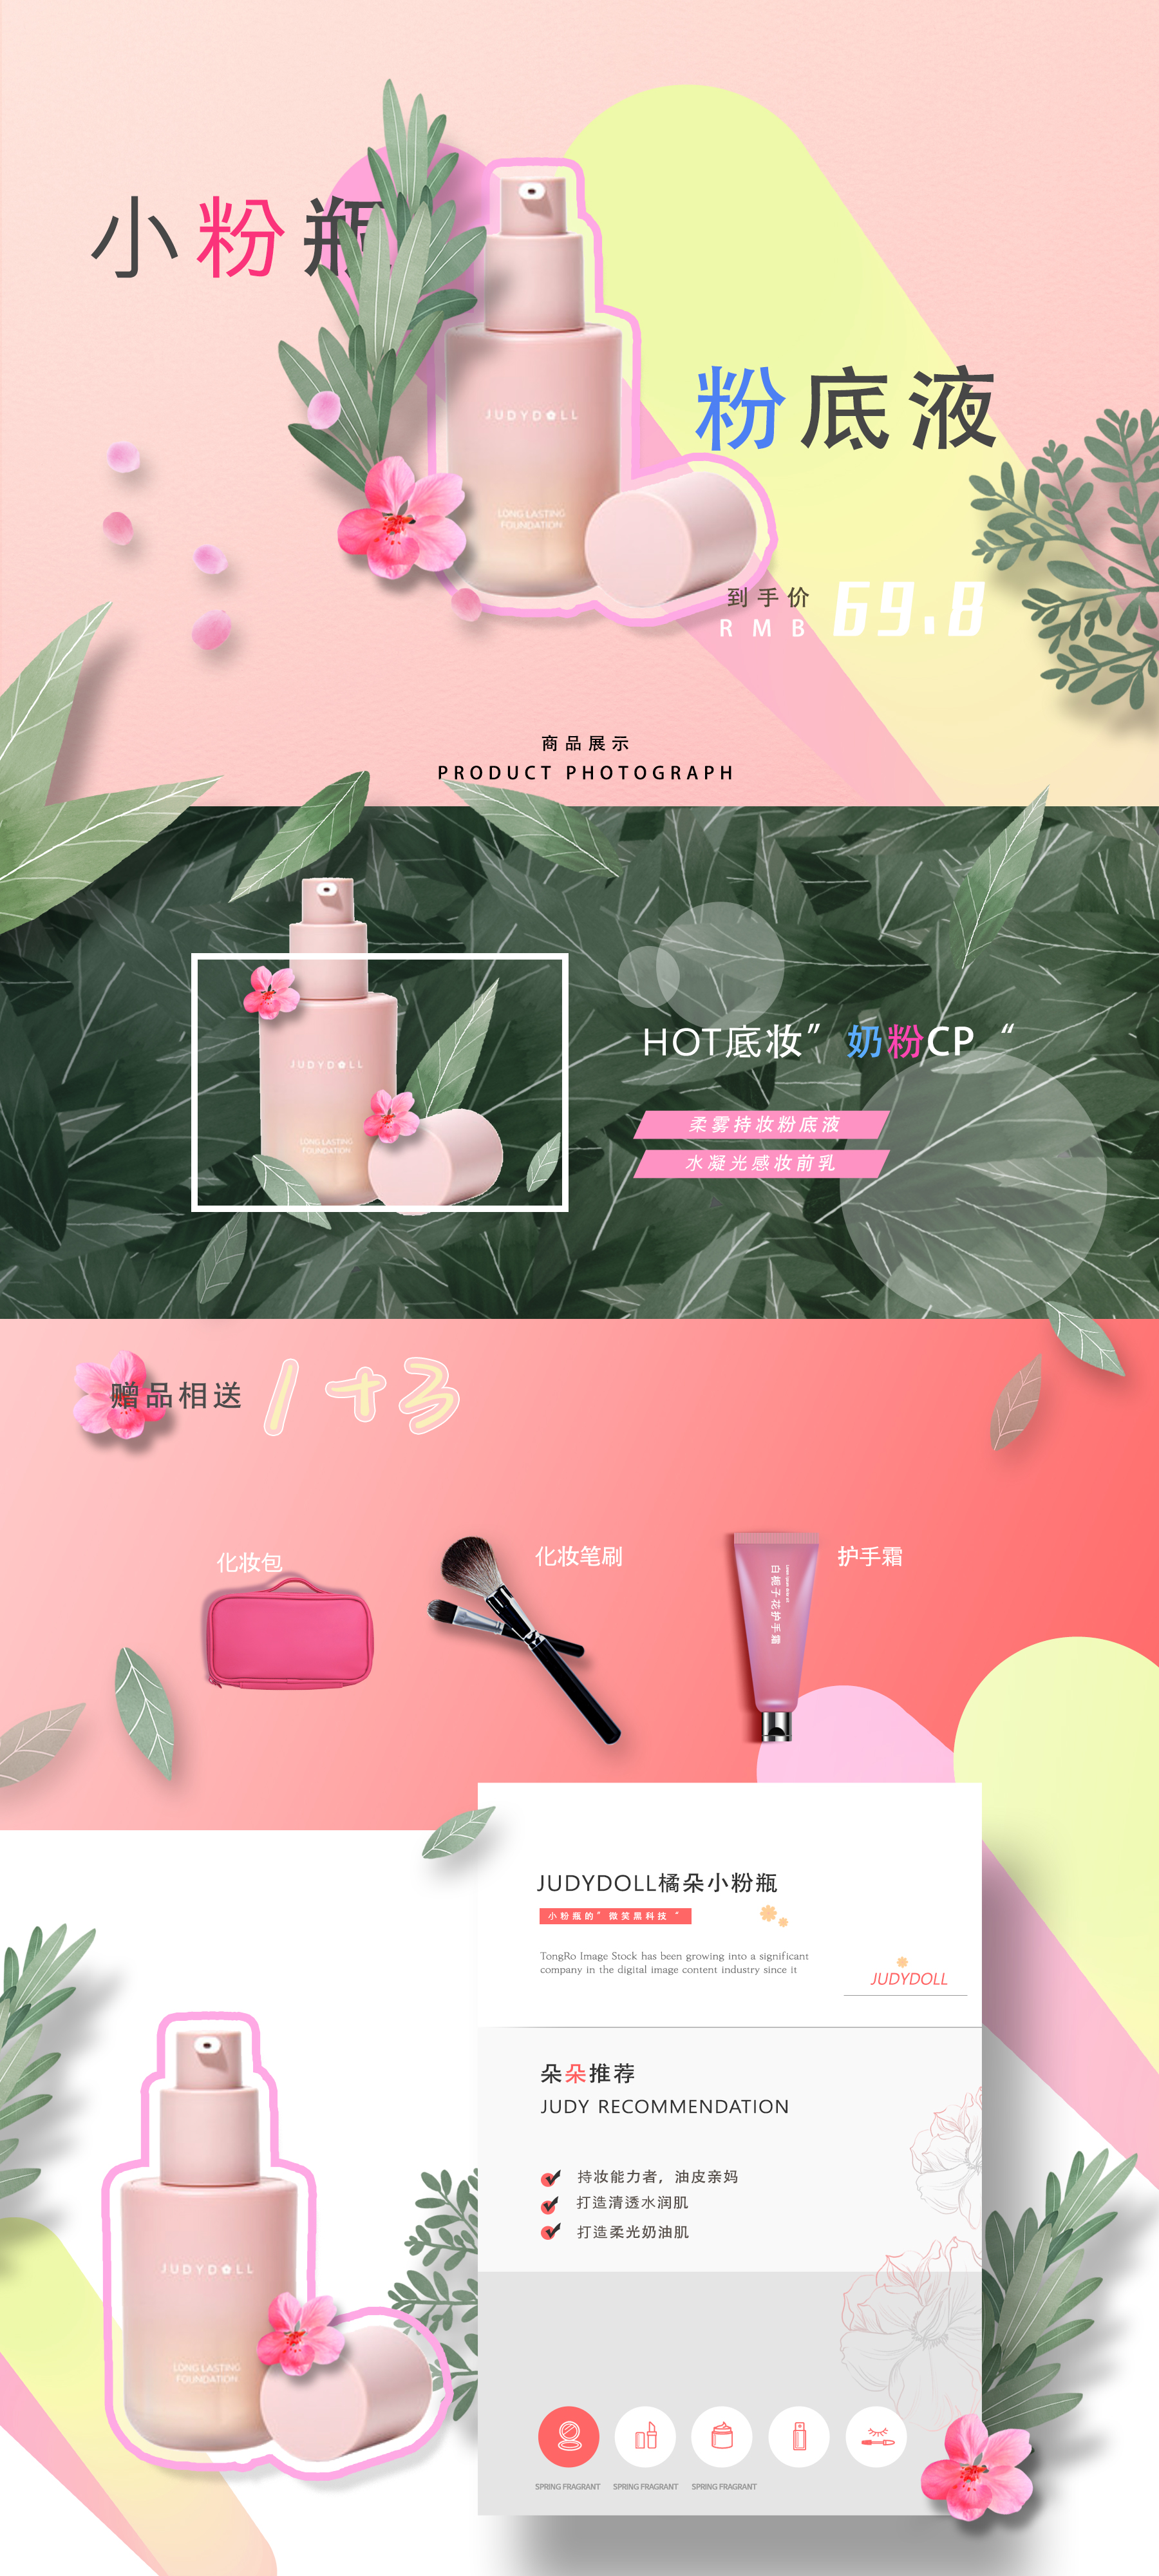 小粉瓶
JUDYDOLL
粉底液
LONG LASTING
FOUNDATION
到手价
RMB 69.8
商品展示
PRODUCT PHOTOGRAPH
JUDYDOLL
LONG LASTING
FOUNDATION
HOT底妆”奶粉CP“
柔雾持妆粉底液
水凝光感妆前乳
赠品相送 1+3
化妆包
化妆笔刷
护手霜
白栀子花护手霜
JUDYDOLL橘朵小粉瓶
小粉瓶的”微笑黑科技“
TongRo Image Stock has been growing into a significant
company in the digital image content industry since it
JUDYDOLL
朵朵推荐
JUDY RECOMMENDATION
持妆能力者，油皮亲妈
打造清透水润肌
打造柔光奶油肌
JUDYDOLL
LONG LASTING
FOUNDATION
SPRING FRAGRANT SPRING FRAGRANT SPRING FRAGRANT